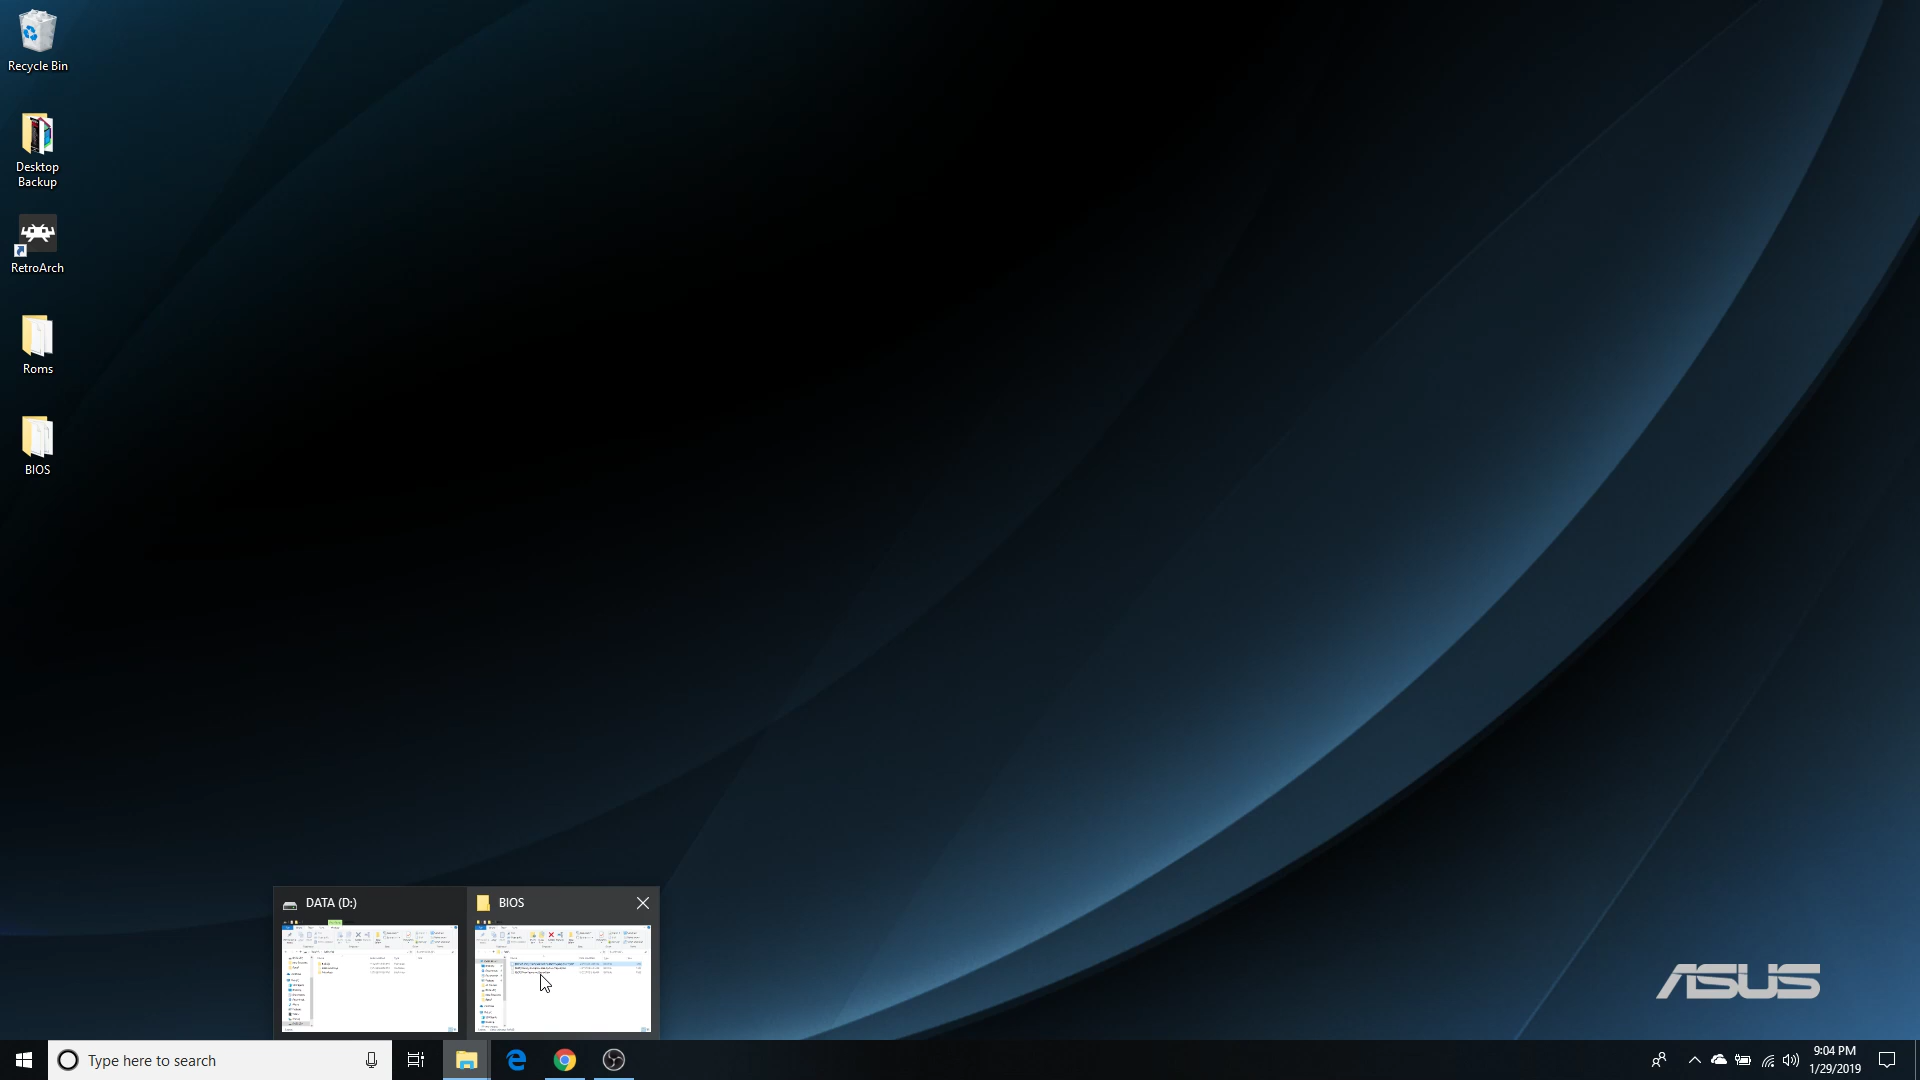 Recycle Bin
Desktop
Backup
RetroArch
Roms
BIOS
DATA (D:)
BIOS
ASUS
Type here to search
9:04 PM
1/29/2019